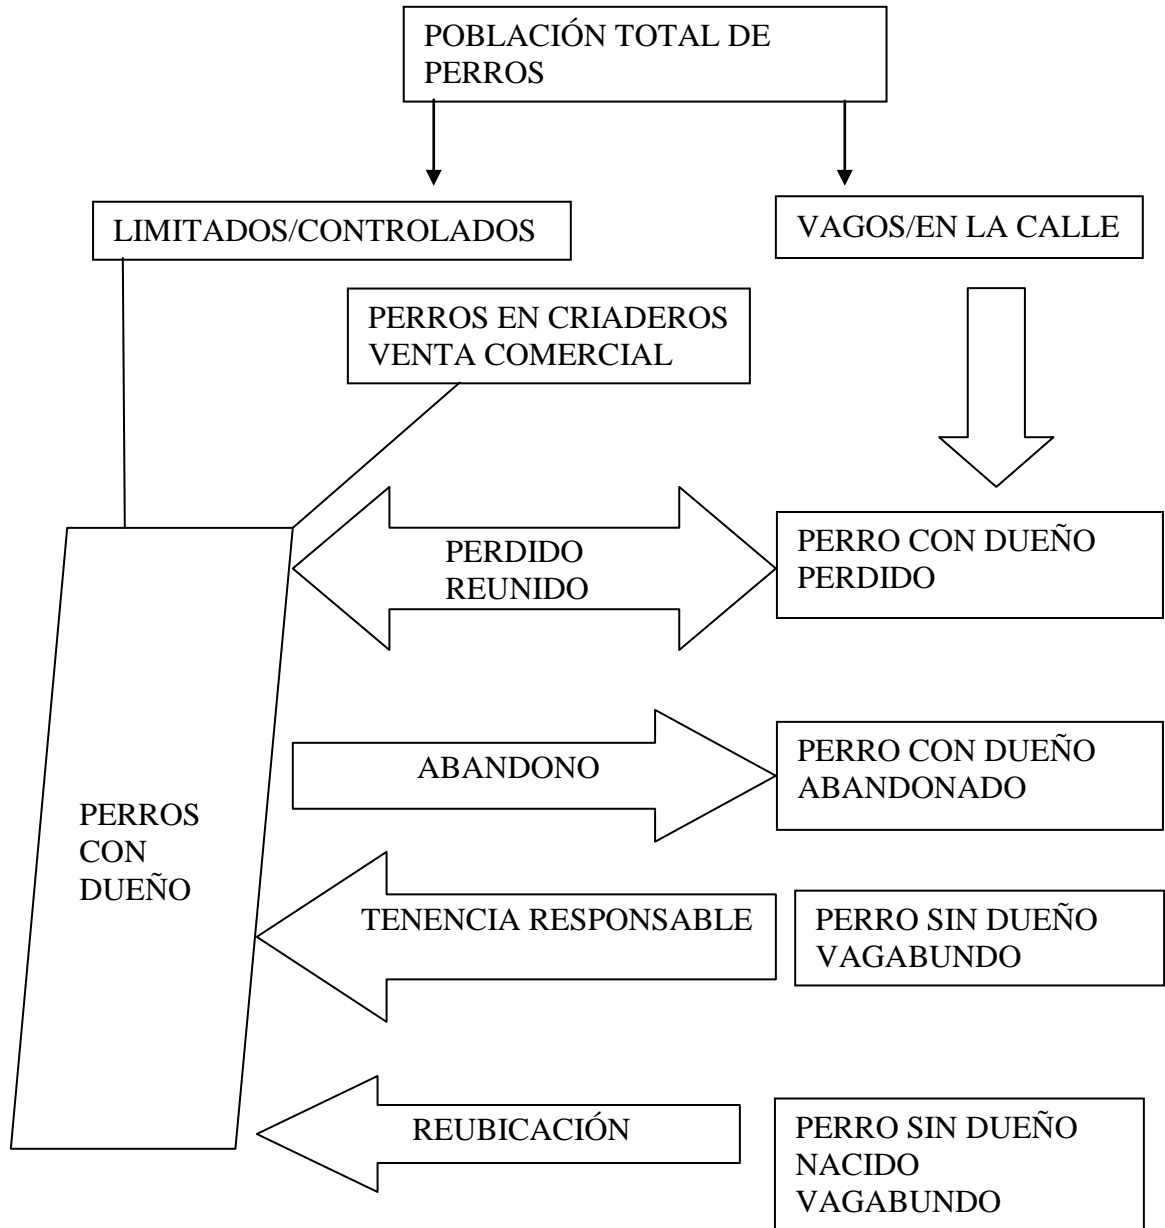 POBLACIÓN TOTAL DE
PERROS
LIMITADOS/CONTROLADOS
VAGOS/EN LA CALLE
PERROS EN CRIADEROS
VENTA COMERCIAL
PERDIDO
REUNIDO
PERRO CON DUEÑO
PERDIDO
ABANDONO
PERRO CON DUEÑO
ABANDONADO
PERROS
CON
DUEÑO
TENENCIA RESPONSABLE
PERRO SIN DUEÑO
VAGABUNDO
REUBICACIÓN
PERRO SIN DUEÑO
NACIDO
VAGABUNDO